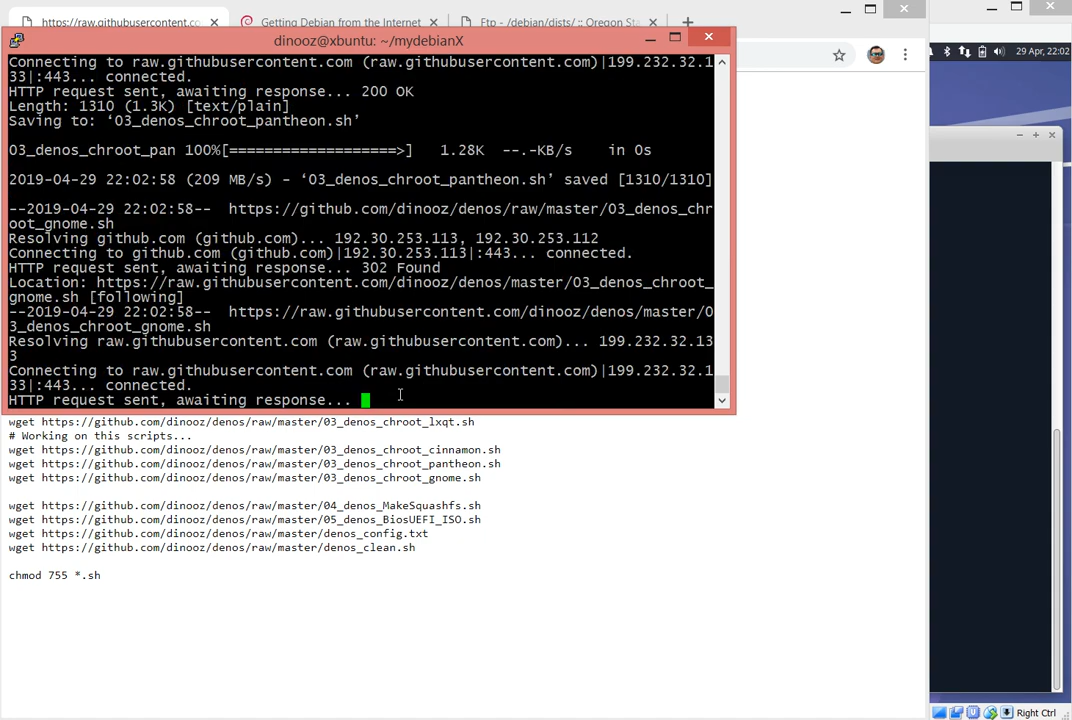 https://raw.githubusercontent.co
Getting Debian from the Internet
Ftp - /debian/dists/ :: Oregon Sta
29 Apr, 22:02
dinooz@xbuntu: ~/mydebianX
Connecting to raw.githubusercontent.com (raw.githubusercontent.com)|199.232.32.1
33|:443... connected.
HTTP request sent, awaiting response... 200 OK
Length: 1310 (1.3K) [text/plain]
Saving to: ‘03_denos_chroot_pantheon.sh’
03_denos_chroot_pan 100%[===================>]   1.28K  --.-KB/s    in 0s
2019-04-29 22:02:58 (209 MB/s) - ‘03_denos_chroot_pantheon.sh’ saved [1310/1310]
--2019-04-29 22:02:58--  https://github.com/dinooz/denos/raw/master/03_denos_chr
oot_gnome.sh
Resolving github.com (github.com)... 192.30.253.113, 192.30.253.112
Connecting to github.com (github.com)|192.30.253.113|:443... connected.
HTTP request sent, awaiting response... 302 Found
Location: https://raw.githubusercontent.com/dinooz/denos/master/03_denos_chroot_
gnome.sh [following]
--2019-04-29 22:02:58--  https://raw.githubusercontent.com/dinooz/denos/master/0
3_denos_chroot_gnome.sh
Resolving raw.githubusercontent.com (raw.githubusercontent.com)... 199.232.32.13
3
Connecting to raw.githubusercontent.com (raw.githubusercontent.com)|199.232.32.1
33|:443... connected.
HTTP request sent, awaiting response...
wget https://github.com/dinooz/denos/raw/master/03_denos_chroot_lxqt.sh
# Working on this scripts...
wget https://github.com/dinooz/denos/raw/master/03_denos_chroot_cinnamon.sh
wget https://github.com/dinooz/denos/raw/master/03_denos_chroot_pantheon.sh
wget https://github.com/dinooz/denos/raw/master/03_denos_chroot_gnome.sh
wget https://github.com/dinooz/denos/raw/master/04_denos_MakeSquashfs.sh
wget https://github.com/dinooz/denos/raw/master/05_denos_BiosUEFI_ISO.sh
wget https://github.com/dinooz/denos/raw/master/denos_config.txt
wget https://github.com/dinooz/denos/raw/master/denos_clean.sh
chmod 755 *.sh
Right Ctrl